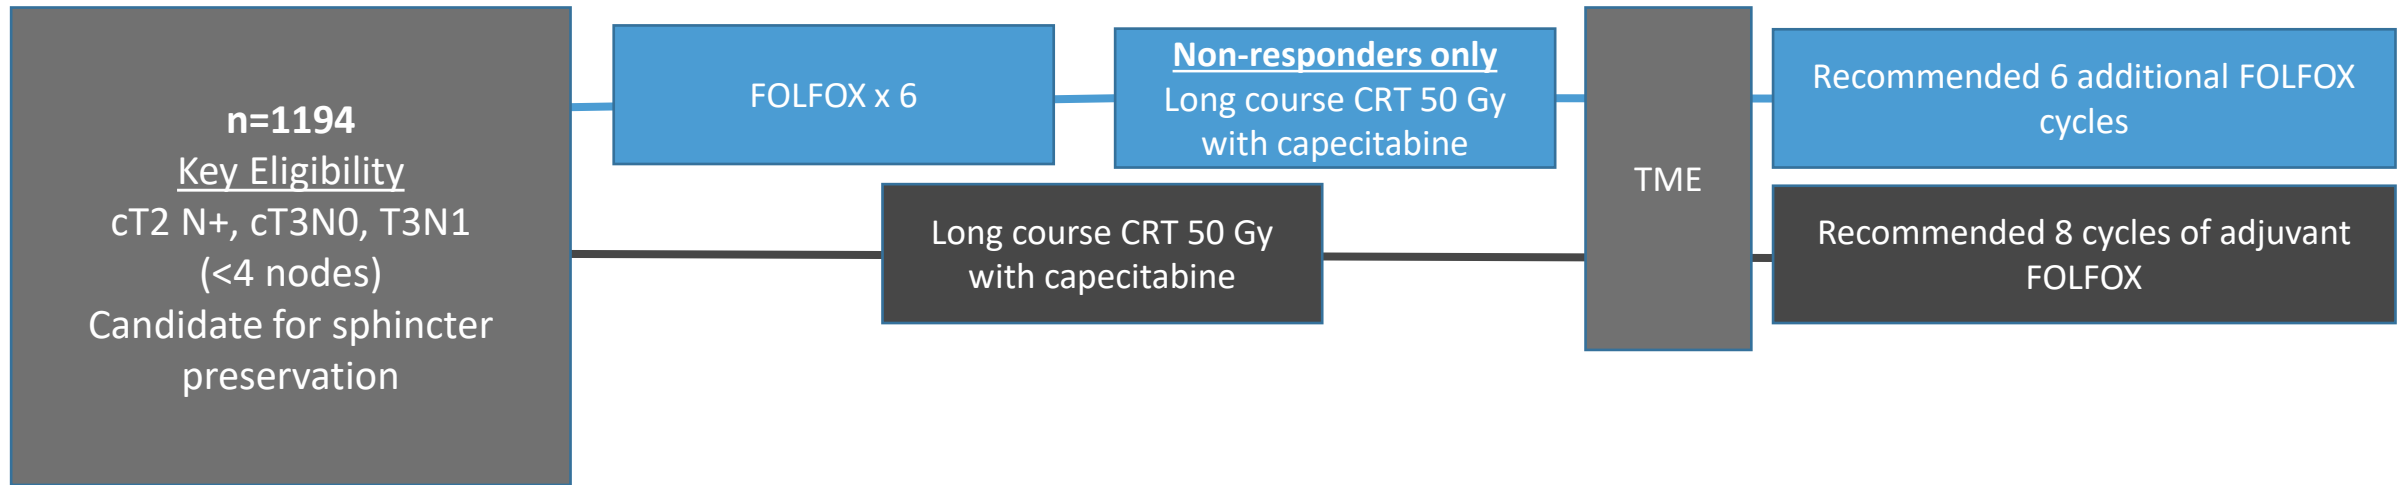 n=1194
Key Eligibility
cT2 N+, cT3N0, T3N1
(<4 nodes)
Candidate for sphincter
preservation
FOLFOX x 6
Non-responders only
Long course CRT 50 Gy
with capecitabine
Long course CRT 50 Gy
with capecitabine
TME
Recommended 6 additional FOLFOX
cycles
Recommended 8 cycles of adjuvant
FOLFOX